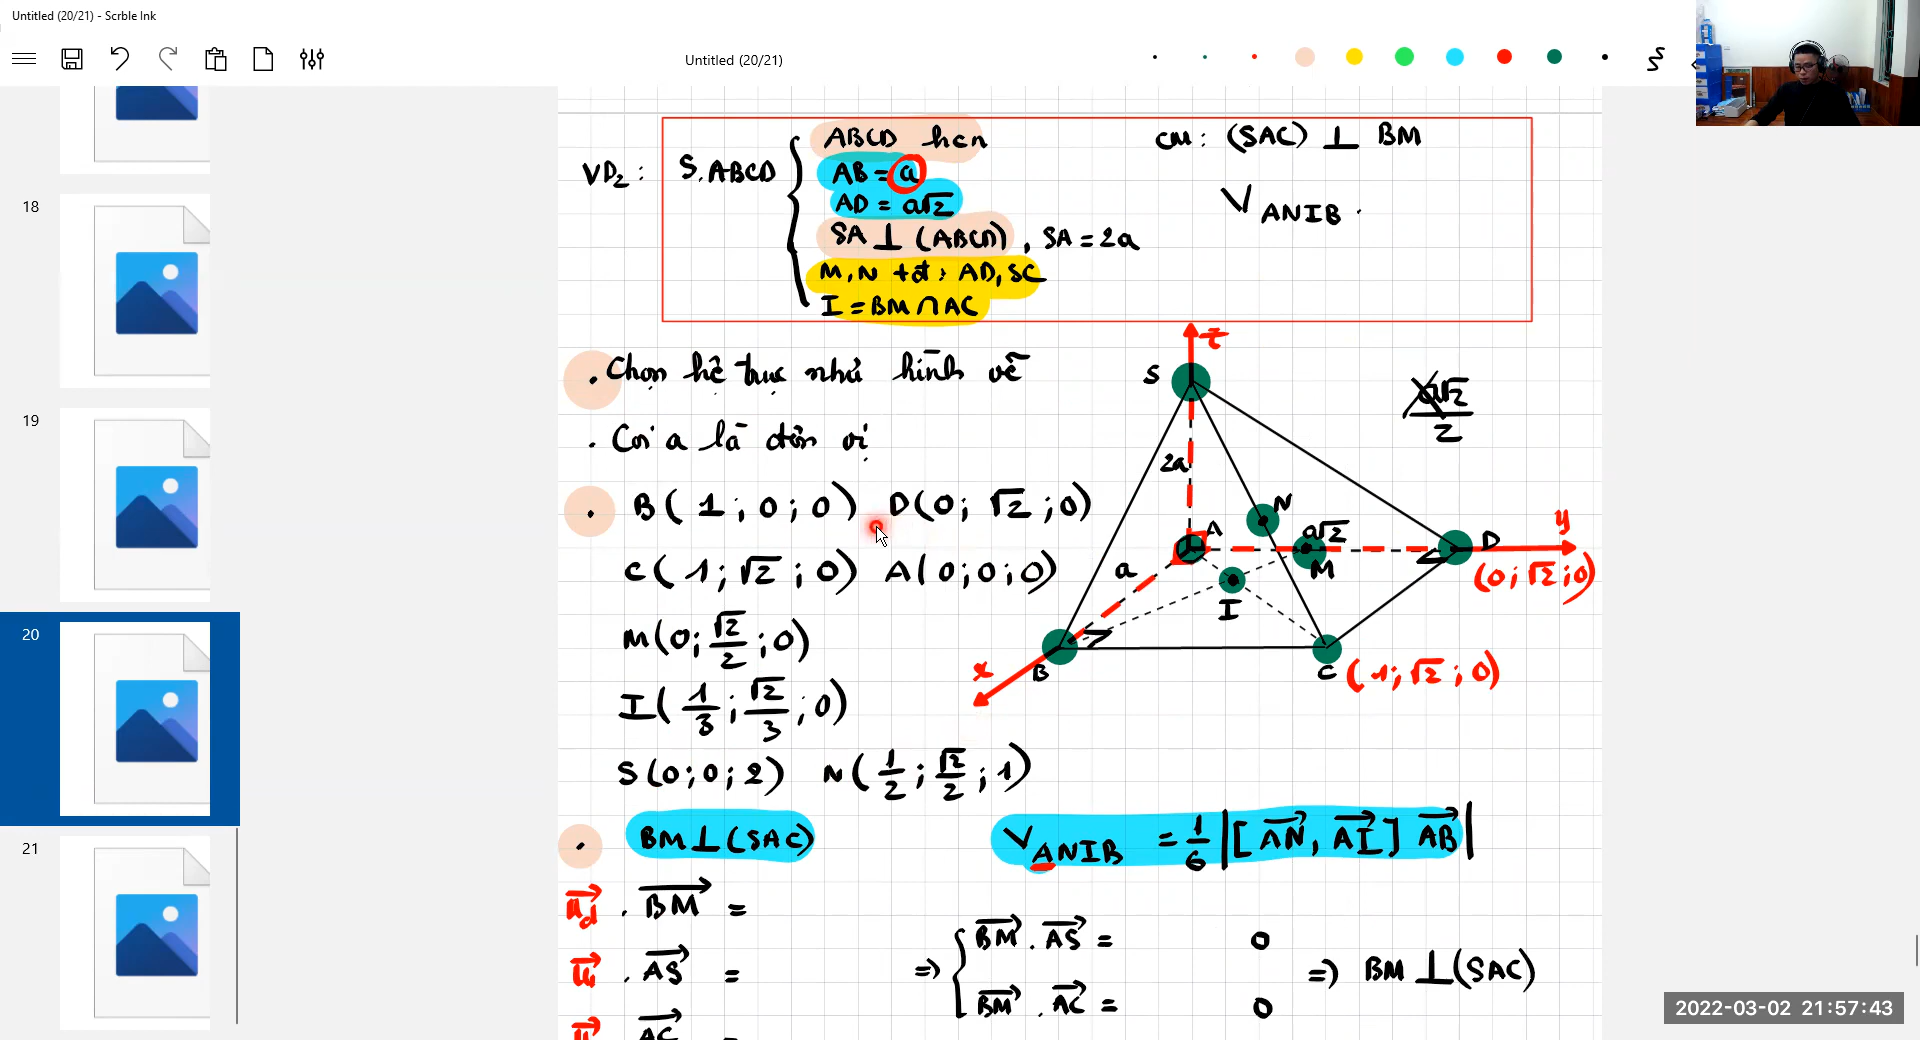 Untitled (20/21) - Scrble Ink
Untitled (20/21)
18
19
20
21
VD₂ : S.ABCD
ABCD hcn
AB = a
AD = a√2
SA ⊥ (ABCD), SA = 2a
M, N tđ : AD, SC
I = BM ∩ AC
CM : (SAC) ⊥ BM
V ANIB .
. Chọn hệ trục như hình vẽ
. Coi a là đơn vị
. B(1;0;0) D(0;√2;0)
C(1;√2;0) A(0;0;0)
M(0;√2/2;0)
I(1/3;√2/3;0)
S(0;0;2) N(1/2;√2/2;1)
z
S
a√2/2
2a
N
A
a√2
M
D
y
(0;√2;0)
a
I
x
B
C
(1;√2;0)
. BM ⊥ (SAC)
V ANIB = 1/6 |[AN→, AI→] AB→|
u→d . BM→ =
u→ . AS→ =
u→ AC→ =
=> { BM→ . AS→ = 0
BM→ . AC→ = 0
=> BM ⊥ (SAC)
2022-03-02 21:57:43